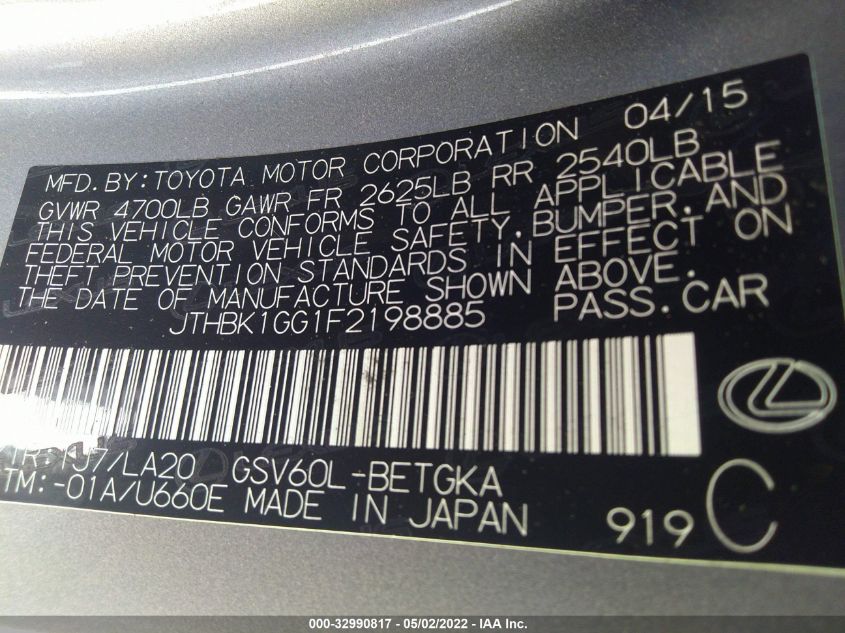 04/15
MFD.BY:TOYOTA MOTOR CORPORATION
GVWR 4700LB GAWR FR 2625LB RR 2540LB
THIS VEHICLE CONFORMS TO ALL APPLICABLE
FEDERAL MOTOR VEHICLE SAFETY,BUMPER,AND
THEFT PREVENTION STANDARDS IN EFFECT ON
THE DATE OF MANUFACTURE SHOWN ABOVE.
JTHBK1GG1F2198885 PASS.CAR
J7/LA20 GSV60L-BETGKA
TM:-01A/U660E MADE IN JAPAN 919 C
000-32990817 - 05/02/2022 - IAA Inc.